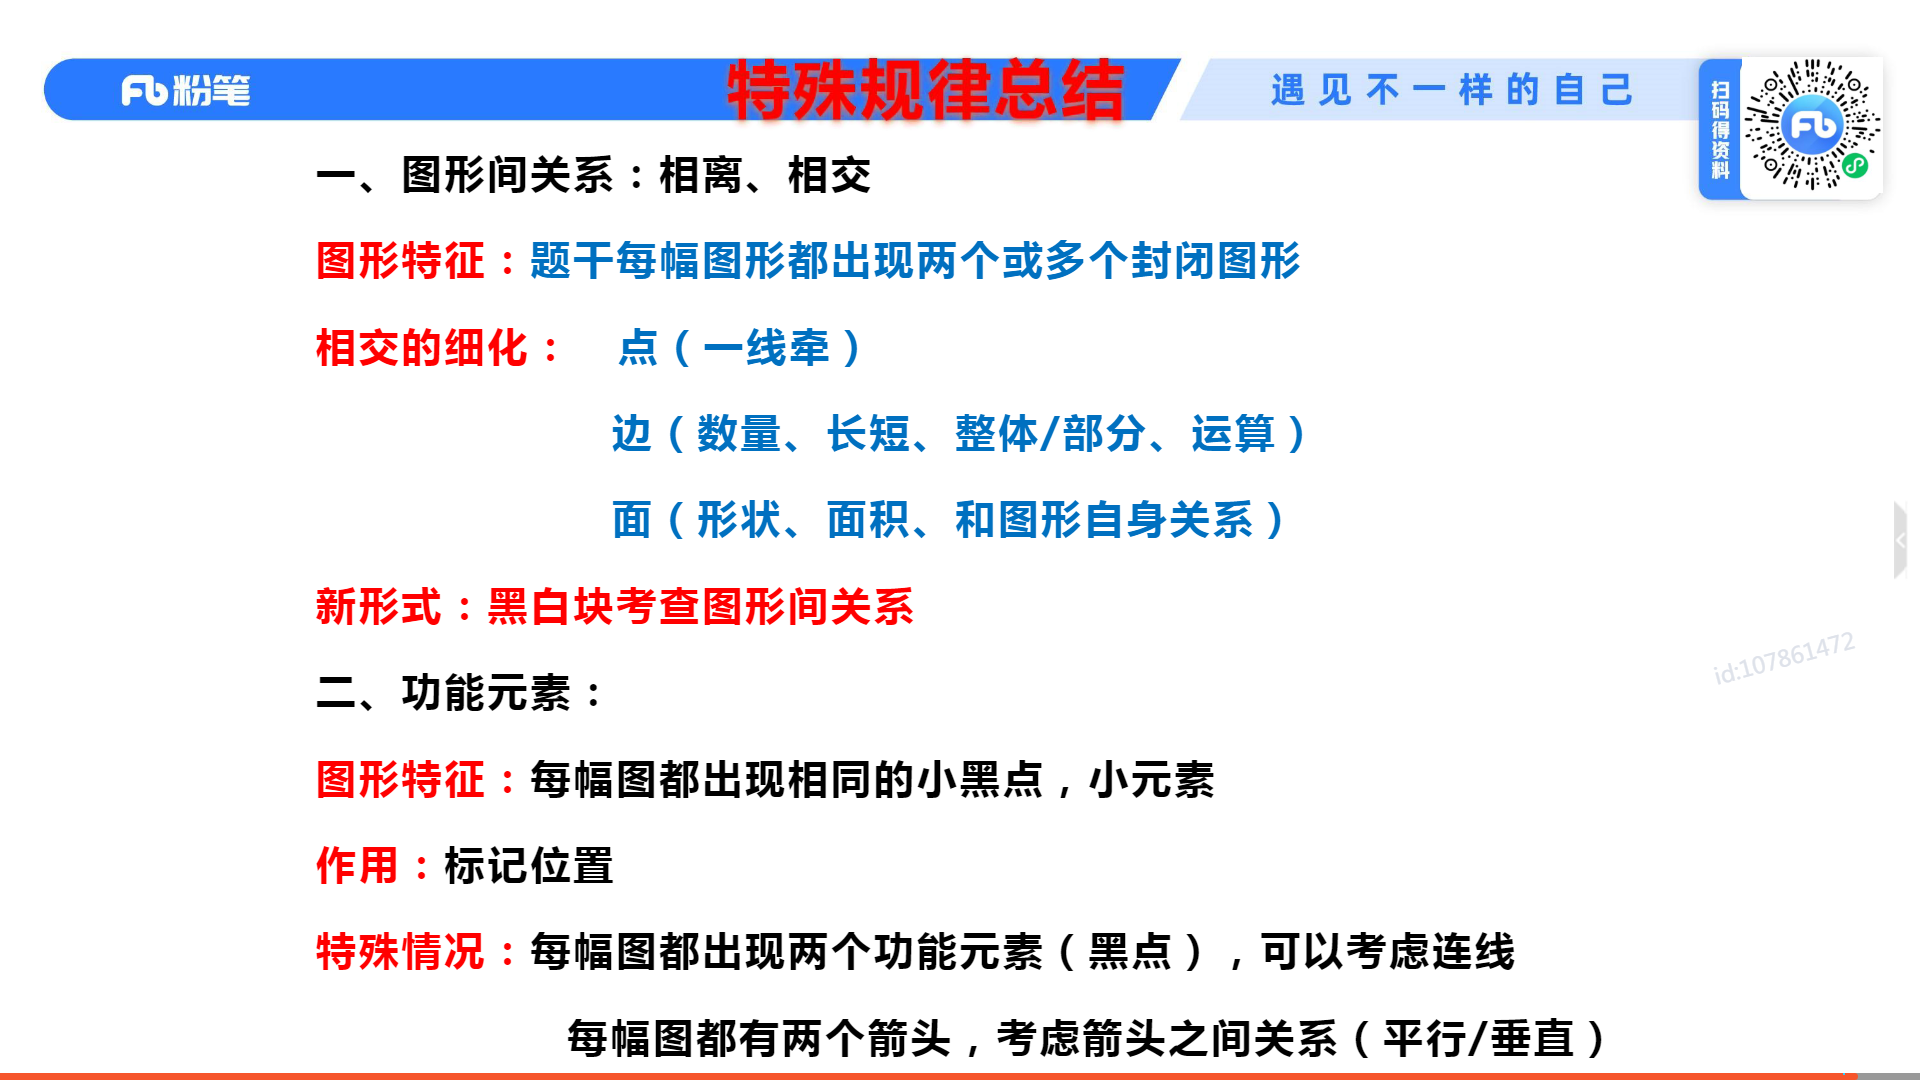 粉笔
特殊规律总结
遇见不一样的自己
扫码得资料
一、图形间关系：相离、相交
图形特征：题干每幅图形都出现两个或多个封闭图形
相交的细化： 点（一线牵）
边（数量、长短、整体/部分、运算）
面（形状、面积、和图形自身关系）
新形式：黑白块考查图形间关系
二、功能元素：
图形特征：每幅图都出现相同的小黑点，小元素
作用：标记位置
特殊情况：每幅图都出现两个功能元素（黑点），可以考虑连线
每幅图都有两个箭头，考虑箭头之间关系（平行/垂直）
id:107861472